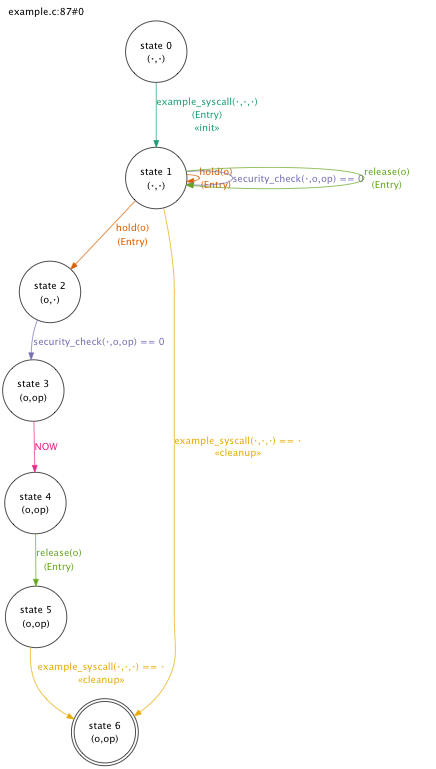 example.c:87#0
state 0
(·,·)
example_syscall(·,·,·)
(Entry)
«init»
state 1
(·,·)
hold(o)
(Entry)
security_check(·,o,op) == 0
release(o)
(Entry)
hold(o)
(Entry)
state 2
(o,·)
security_check(·,o,op) == 0
state 3
(o,op)
NOW
example_syscall(·,·,·) == ·
«cleanup»
state 4
(o,op)
release(o)
(Entry)
state 5
(o,op)
example_syscall(·,·,·) == ·
«cleanup»
state 6
(o,op)